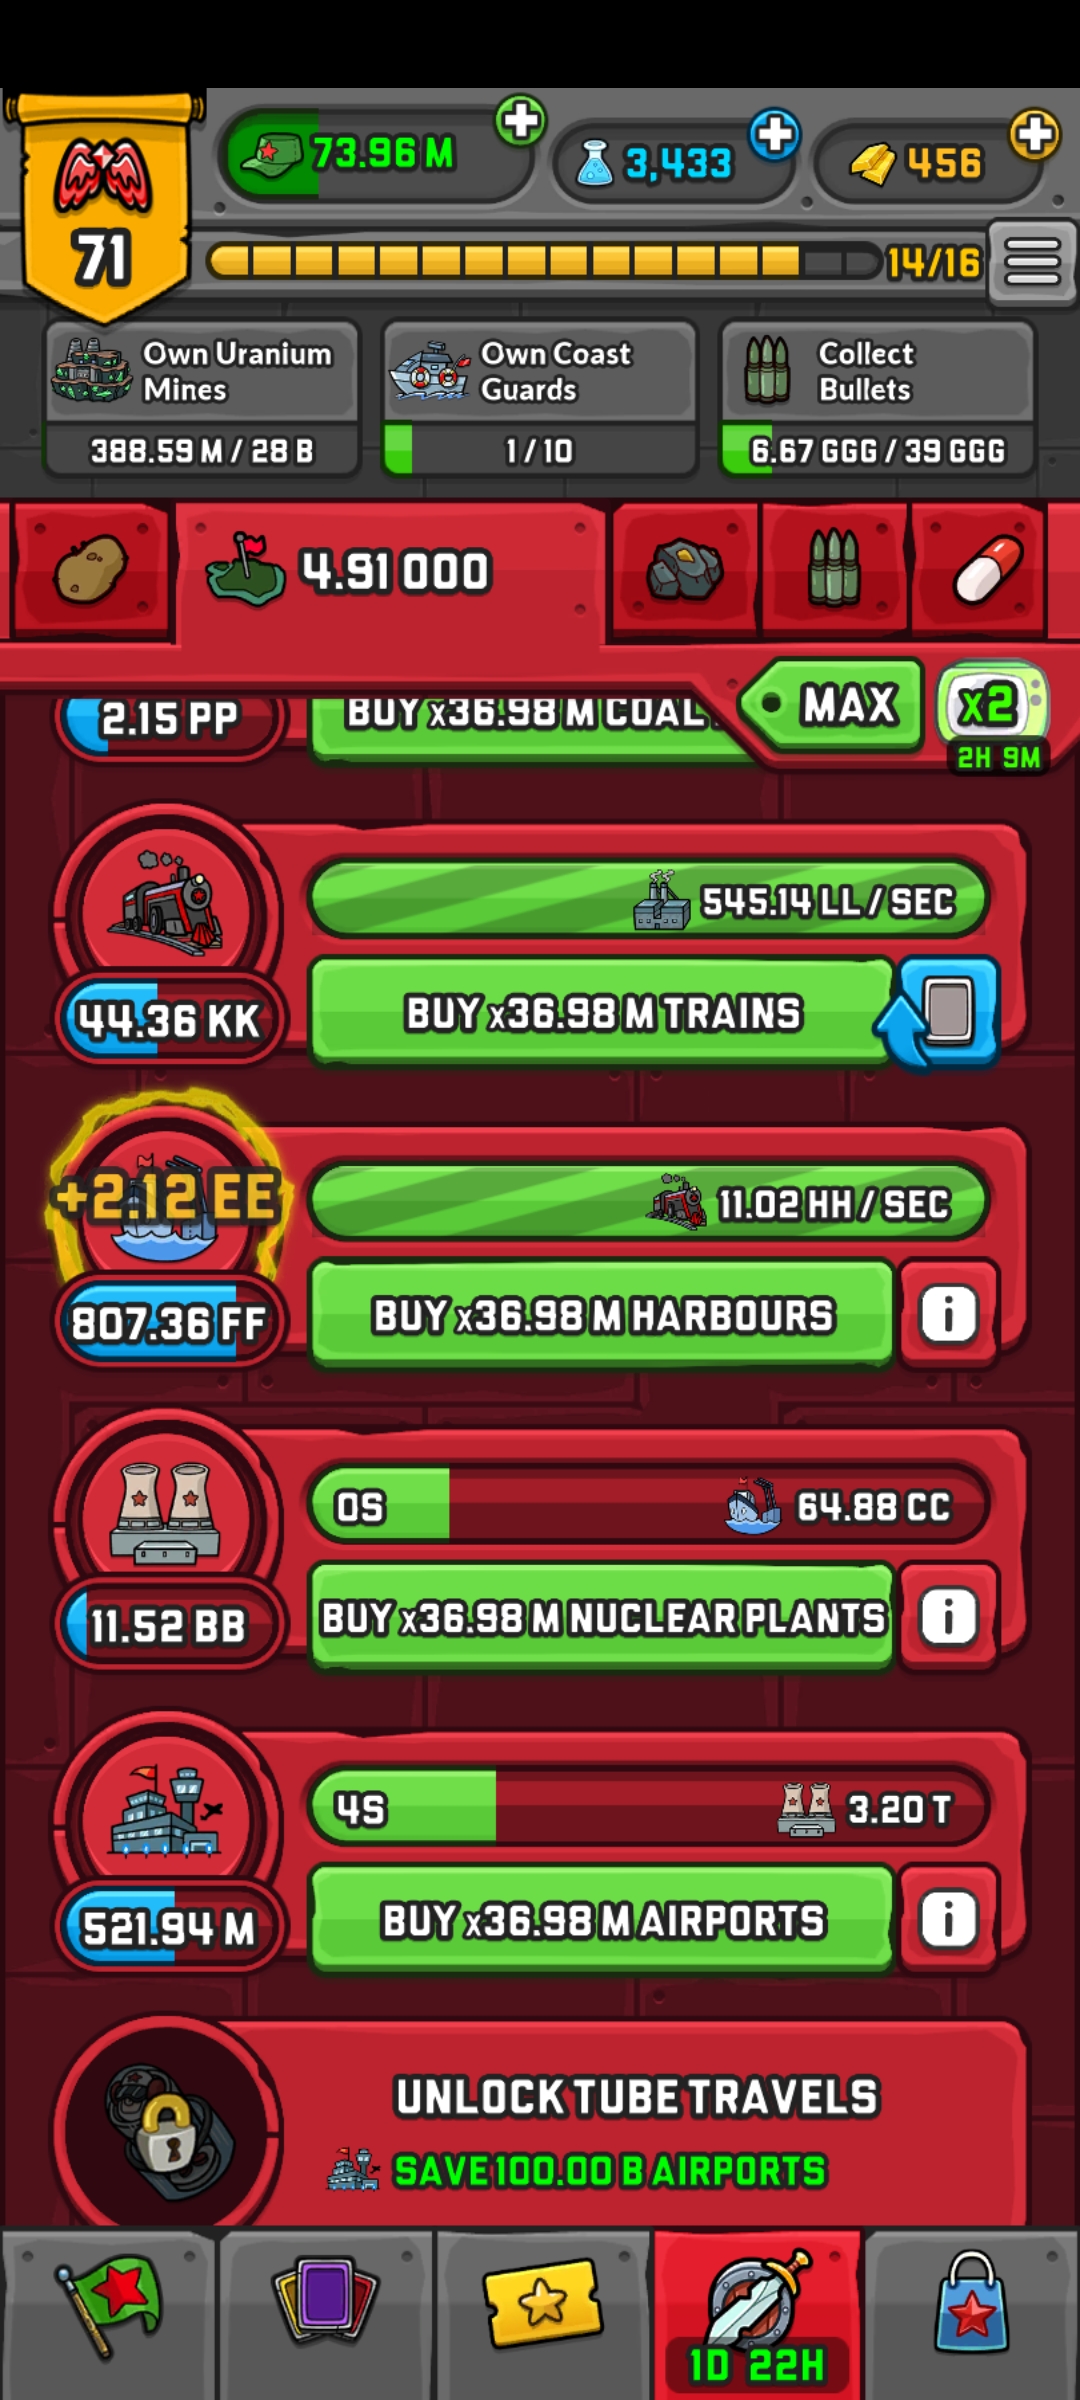 73.96 M
3,433
456
71
14/16
Own Uranium Mines
388.59 M / 28 B
Own Coast Guards
1 / 10
Collect Bullets
6.67 GGG / 39 GGG
4.91 000
MAX
x2
2H 9M
2.15 PP
BUY x36.98 M COAL
545.14 LL / SEC
44.36 KK
BUY x36.98 M TRAINS
+2.12 EE
11.02 HH / SEC
807.36 FF
BUY x36.98 M HARBOURS
i
0S
64.88 CC
11.52 BB
BUY x36.98 M NUCLEAR PLANTS
i
4S
3.20 T
521.94 M
BUY x36.98 M AIRPORTS
i
UNLOCK TUBE TRAVELS
SAVE 100.00 B AIRPORTS
1D 22H